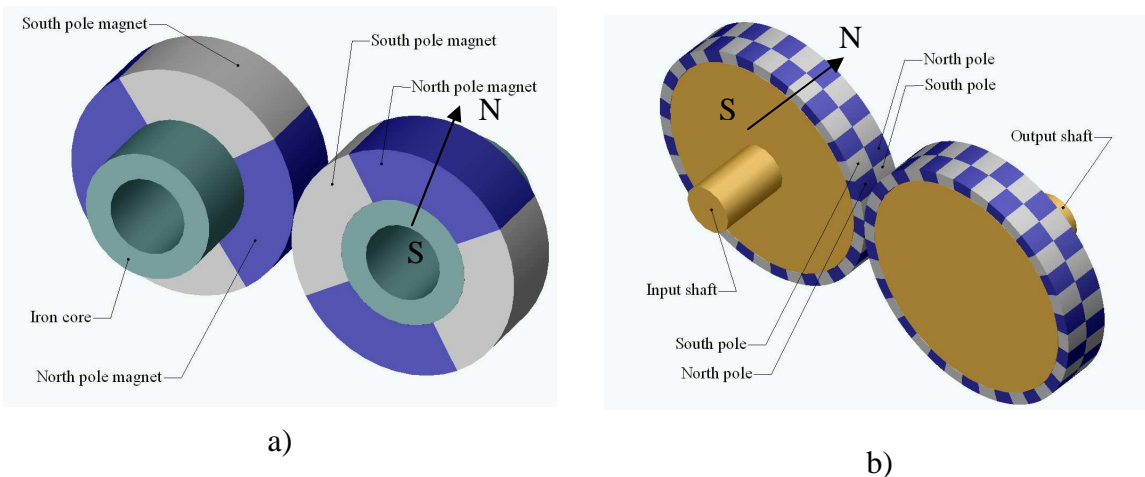 South pole magnet
South pole magnet
North pole magnet
N
S
Iron core
North pole magnet
a)
N
North pole
South pole
S
Output shaft
Input shaft
South pole
North pole
b)